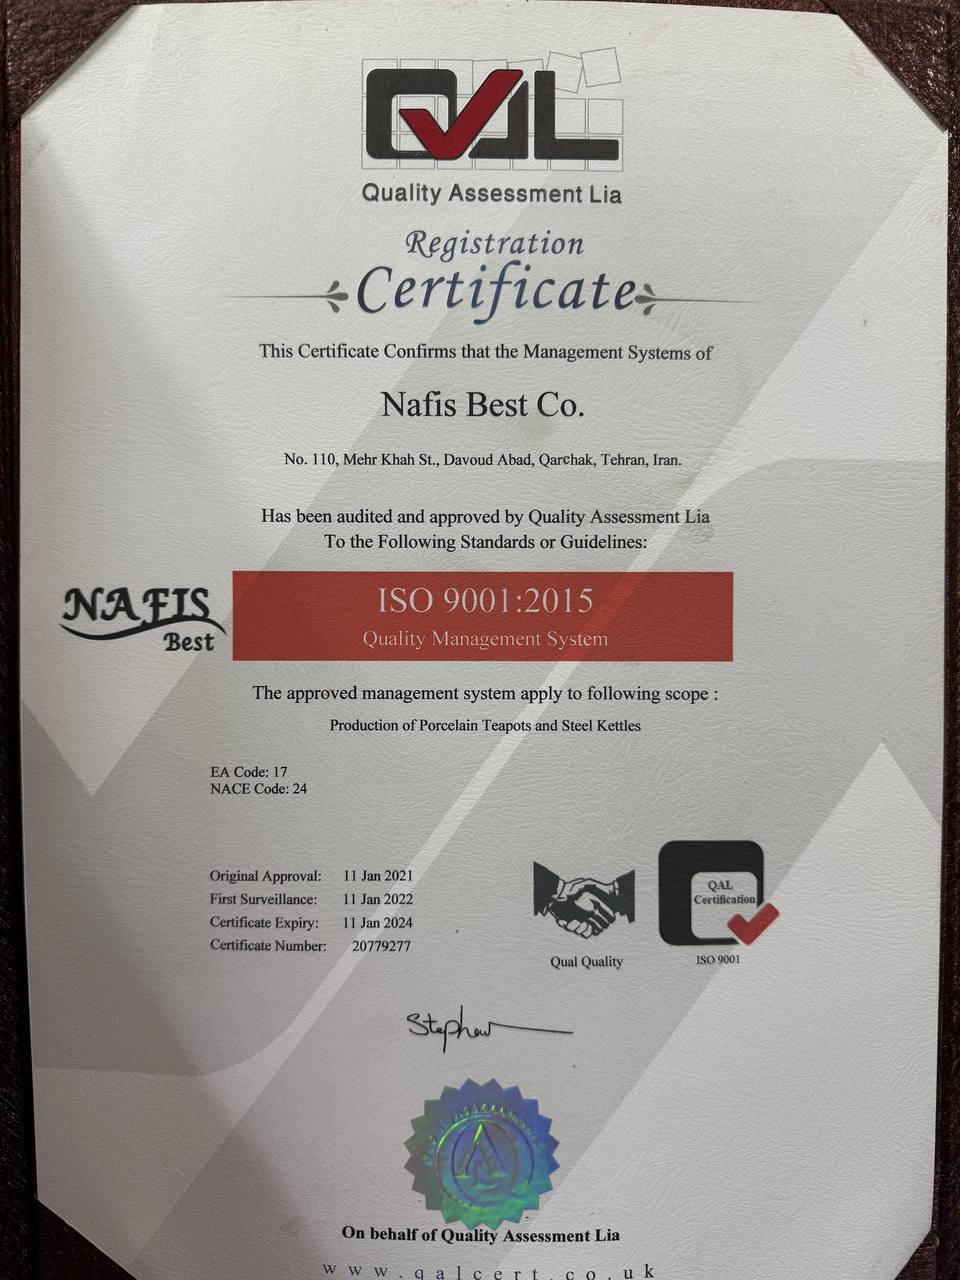 QAL
Quality Assessment Lia
Registration
Certificate
This Certificate Confirms that the Management Systems of
Nafis Best Co.
No. 110, Mehr Khah St., Davoud Abad, Qarchak, Tehran, Iran.
Has been audited and approved by Quality Assessment Lia
To the Following Standards or Guidelines:
NAFIS
Best
ISO 9001:2015
Quality Management System
The approved management system apply to following scope :
Production of Porcelain Teapots and Steel Kettles
EA Code: 17
NACE Code: 24
Original Approval: 11 Jan 2021
First Surveillance: 11 Jan 2022
Certificate Expiry: 11 Jan 2024
Certificate Number: 20779277
Qual Quality
QAL
Certification
ISO 9001
Stephen
On behalf of Quality Assessment Lia
www.qalcert.co.uk